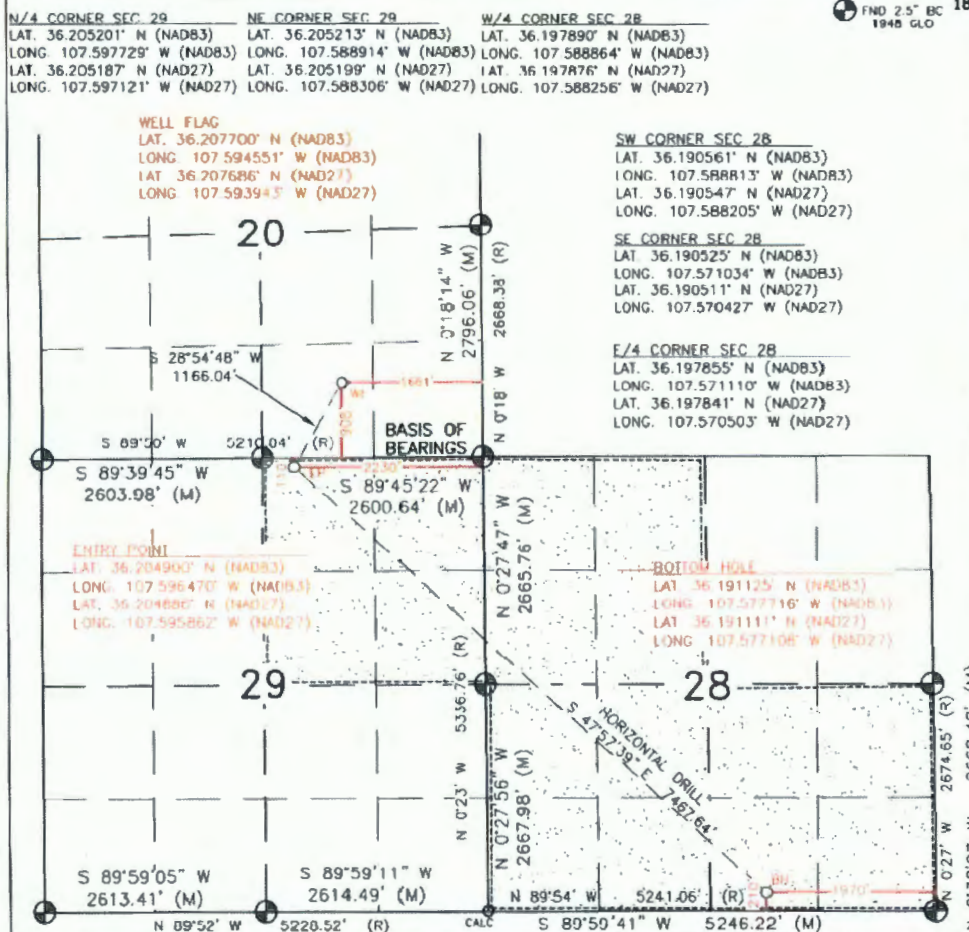 FND 2.5" BC 18
1948 GLO
N/4 CORNER SEC 29
LAT. 36.205201° N (NAD83)
LONG. 107.597729° W (NAD83)
LAT. 36.205187° N (NAD27)
LONG. 107.597121° W (NAD27)
NE CORNER SEC 29
LAT. 36.205213° N (NAD83)
LONG. 107.588914° W (NAD83)
LAT. 36.205199° N (NAD27)
LONG. 107.588306° W (NAD27)
W/4 CORNER SEC 28
LAT. 36.197890° N (NAD83)
LONG. 107.588864° W (NAD83)
LAT. 36.197876° N (NAD27)
LONG. 107.588256° W (NAD27)
WELL FLAG
LAT. 36.207700° N (NAD83)
LONG. 107.594551° W (NAD83)
LAT 36.207686° N (NAD27)
LONG 107.593943° W (NAD27)
SW CORNER SEC 28
LAT. 36.190561° N (NAD83)
LONG. 107.588813° W (NAD83)
LAT. 36.190547° N (NAD27)
LONG. 107.588205° W (NAD27)
SE CORNER SEC 28
LAT. 36.190525° N (NAD83)
LONG. 107.571034° W (NAD83)
LAT. 36.190511° N (NAD27)
LONG. 107.570427° W (NAD27)
E/4 CORNER SEC 28
LAT. 36.197855° N (NAD83)
LONG. 107.571110° W (NAD83)
LAT. 36.197841° N (NAD27)
LONG. 107.570503° W (NAD27)
20
N 0°18'14" W
2796.06' (M)
N 0°18' W 2668.38' (R)
S 28°54'48" W
1166.04'
1681'
WF
908
BASIS OF
BEARINGS
S 89°50' W 5210.04' (R)
S 89°39'45" W
2603.98' (M)
110
EP
2230'
S 89°45'22" W
2600.64' (M)
ENTRY POINT
LAT. 36.204900° N (NAD83)
LONG. 107.596470° W (NAD83)
LAT. 36.204886° N (NAD27)
LONG. 107.595862° W (NAD27)
N 0°27'47" W
2665.76' (M)
BOTTOM HOLE
LAT 36.191125 N (NAD83)
LONG 107.577716° W (NAD83)
LAT 36.191111° N (NAD27)
LONG 107.577108° W (NAD27)
29
28
N 0°23' W 5336.76' (R)
HORIZONTAL DRILL
S 47°57'39" E 7467.64'
N 0°27'56" W
2667.98' (M)
N 0°27' W 2674.65' (R)
S 89°59'05" W
2613.41' (M)
S 89°59'11" W
2614.49' (M)
N 89°54' W 5241.06' (R)
210
BH
1970'
N 89°52' W 5228.52' (R)
CALC
S 89°59'41" W 5246.22' (M)